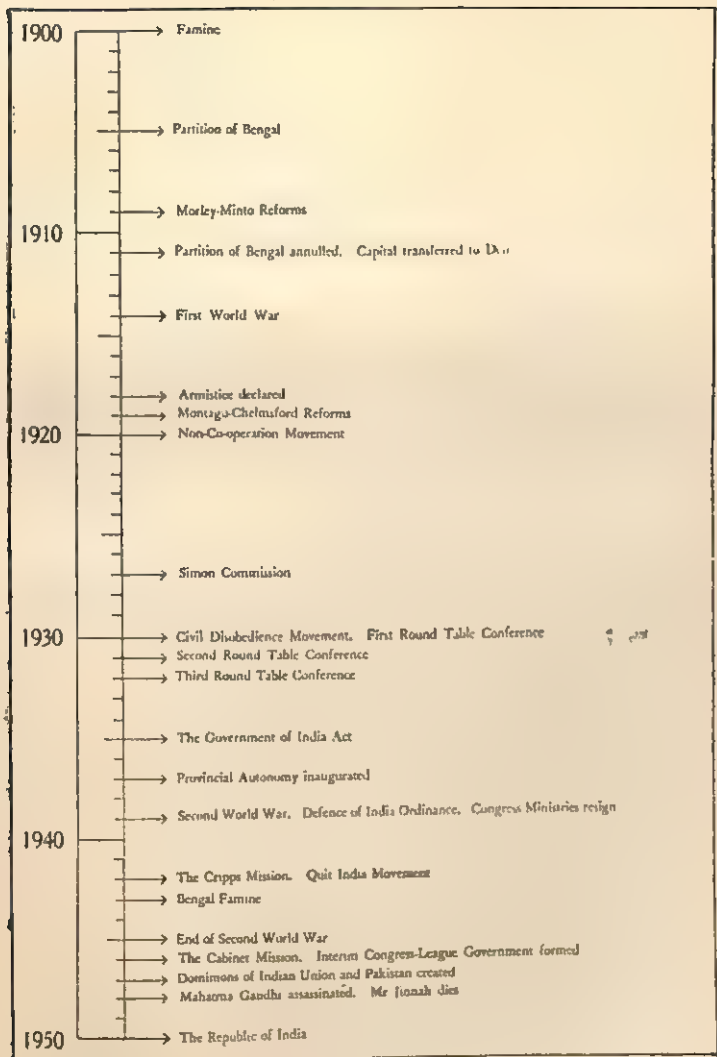 1900
Famine
Partition of Bengal
Morley-Minto Reforms
1910
Partition of Bengal annulled. Capital transferred to
First World War
Armistice declared
Montagu-Chelmsford Reforms
1920
Non-Co-operation Movement
Simon Commission
1930
Civil Disobedience Movement. First Round Table Conference
Second Round Table Conference
Third Round Table Conference
The Government of India Act
Provincial Autonomy inaugurated
Second World War. Defence of India Ordinance. Congress Ministries resign
1940
The Cripps Mission. Quit India Movement
Bengal Famine
End of Second World War
The Cabinet Mission. Interim Congress-League Government formed
Dominions of Indian Union and Pakistan created
Mahatma Gandhi assassinated. Mr Jinnah dies
1950
The Republic of India